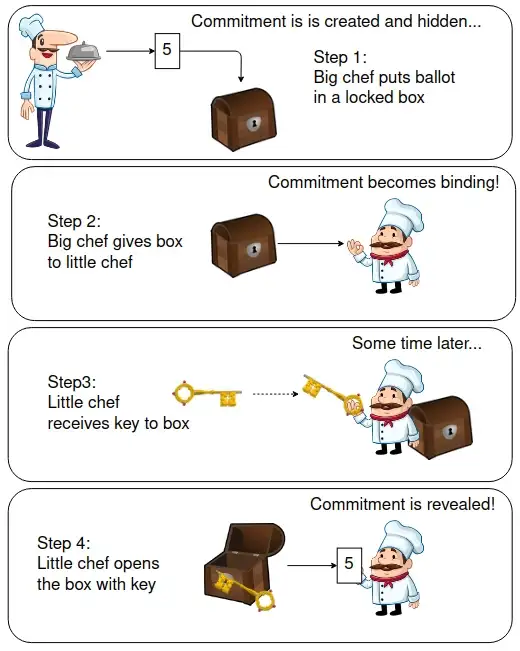 Commitment is is created and hidden...
5
Step 1:
Big chef puts ballot
in a locked box
Commitment becomes binding!
Step 2:
Big chef gives box
to little chef
Some time later...
Step3:
Little chef
receives key to box
Commitment is revealed!
Step 4:
Little chef opens
the box with key
5